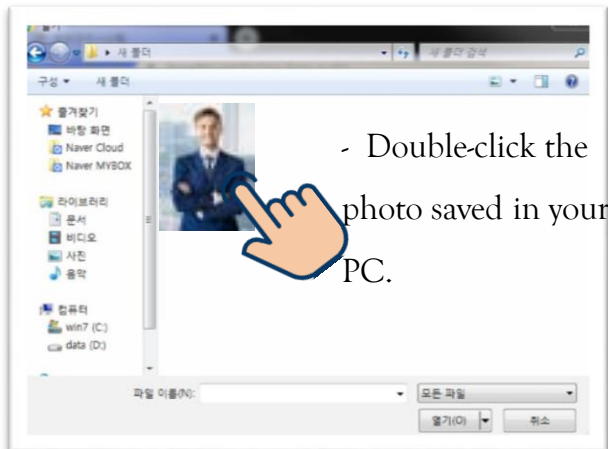 열기
새 폴더
새 폴더 검색
구성 새 폴더
즐겨찾기
바탕 화면
Naver Cloud
Naver MYBOX
라이브러리
문서
비디오
사진
음악
컴퓨터
win7 (C:)
data (D:)
- Double-click the
photo saved in your
PC.
파일 이름(N):
모든 파일
열기(O) 취소